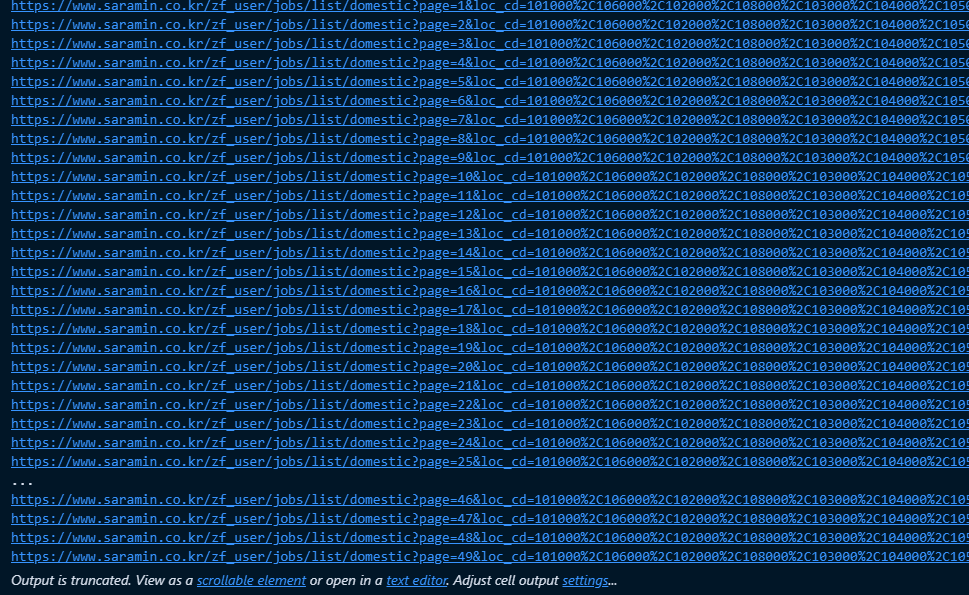 https://www.saramin.co.kr/zf_user/jobs/list/domestic?page=1&loc_cd=101000%2C106000%2C102000%2C108000%2C103000%2C104000%2C1050
https://www.saramin.co.kr/zf_user/jobs/list/domestic?page=2&loc_cd=101000%2C106000%2C102000%2C108000%2C103000%2C104000%2C1050
https://www.saramin.co.kr/zf_user/jobs/list/domestic?page=3&loc_cd=101000%2C106000%2C102000%2C108000%2C103000%2C104000%2C1050
https://www.saramin.co.kr/zf_user/jobs/list/domestic?page=4&loc_cd=101000%2C106000%2C102000%2C108000%2C103000%2C104000%2C1050
https://www.saramin.co.kr/zf_user/jobs/list/domestic?page=5&loc_cd=101000%2C106000%2C102000%2C108000%2C103000%2C104000%2C1050
https://www.saramin.co.kr/zf_user/jobs/list/domestic?page=6&loc_cd=101000%2C106000%2C102000%2C108000%2C103000%2C104000%2C1050
https://www.saramin.co.kr/zf_user/jobs/list/domestic?page=7&loc_cd=101000%2C106000%2C102000%2C108000%2C103000%2C104000%2C1050
https://www.saramin.co.kr/zf_user/jobs/list/domestic?page=8&loc_cd=101000%2C106000%2C102000%2C108000%2C103000%2C104000%2C1050
https://www.saramin.co.kr/zf_user/jobs/list/domestic?page=9&loc_cd=101000%2C106000%2C102000%2C108000%2C103000%2C104000%2C1050
https://www.saramin.co.kr/zf_user/jobs/list/domestic?page=10&loc_cd=101000%2C106000%2C102000%2C108000%2C103000%2C104000%2C105
https://www.saramin.co.kr/zf_user/jobs/list/domestic?page=11&loc_cd=101000%2C106000%2C102000%2C108000%2C103000%2C104000%2C105
https://www.saramin.co.kr/zf_user/jobs/list/domestic?page=12&loc_cd=101000%2C106000%2C102000%2C108000%2C103000%2C104000%2C105
https://www.saramin.co.kr/zf_user/jobs/list/domestic?page=13&loc_cd=101000%2C106000%2C102000%2C108000%2C103000%2C104000%2C105
https://www.saramin.co.kr/zf_user/jobs/list/domestic?page=14&loc_cd=101000%2C106000%2C102000%2C108000%2C103000%2C104000%2C105
https://www.saramin.co.kr/zf_user/jobs/list/domestic?page=15&loc_cd=101000%2C106000%2C102000%2C108000%2C103000%2C104000%2C105
https://www.saramin.co.kr/zf_user/jobs/list/domestic?page=16&loc_cd=101000%2C106000%2C102000%2C108000%2C103000%2C104000%2C105
https://www.saramin.co.kr/zf_user/jobs/list/domestic?page=17&loc_cd=101000%2C106000%2C102000%2C108000%2C103000%2C104000%2C105
https://www.saramin.co.kr/zf_user/jobs/list/domestic?page=18&loc_cd=101000%2C106000%2C102000%2C108000%2C103000%2C104000%2C105
https://www.saramin.co.kr/zf_user/jobs/list/domestic?page=19&loc_cd=101000%2C106000%2C102000%2C108000%2C103000%2C104000%2C105
https://www.saramin.co.kr/zf_user/jobs/list/domestic?page=20&loc_cd=101000%2C106000%2C102000%2C108000%2C103000%2C104000%2C105
https://www.saramin.co.kr/zf_user/jobs/list/domestic?page=21&loc_cd=101000%2C106000%2C102000%2C108000%2C103000%2C104000%2C105
https://www.saramin.co.kr/zf_user/jobs/list/domestic?page=22&loc_cd=101000%2C106000%2C102000%2C108000%2C103000%2C104000%2C105
https://www.saramin.co.kr/zf_user/jobs/list/domestic?page=23&loc_cd=101000%2C106000%2C102000%2C108000%2C103000%2C104000%2C105
https://www.saramin.co.kr/zf_user/jobs/list/domestic?page=24&loc_cd=101000%2C106000%2C102000%2C108000%2C103000%2C104000%2C105
https://www.saramin.co.kr/zf_user/jobs/list/domestic?page=25&loc_cd=101000%2C106000%2C102000%2C108000%2C103000%2C104000%2C105
...
https://www.saramin.co.kr/zf_user/jobs/list/domestic?page=46&loc_cd=101000%2C106000%2C102000%2C108000%2C103000%2C104000%2C105
https://www.saramin.co.kr/zf_user/jobs/list/domestic?page=47&loc_cd=101000%2C106000%2C102000%2C108000%2C103000%2C104000%2C105
https://www.saramin.co.kr/zf_user/jobs/list/domestic?page=48&loc_cd=101000%2C106000%2C102000%2C108000%2C103000%2C104000%2C105
https://www.saramin.co.kr/zf_user/jobs/list/domestic?page=49&loc_cd=101000%2C106000%2C102000%2C108000%2C103000%2C104000%2C105
Output is truncated. View as a scrollable element or open in a text editor. Adjust cell output settings...